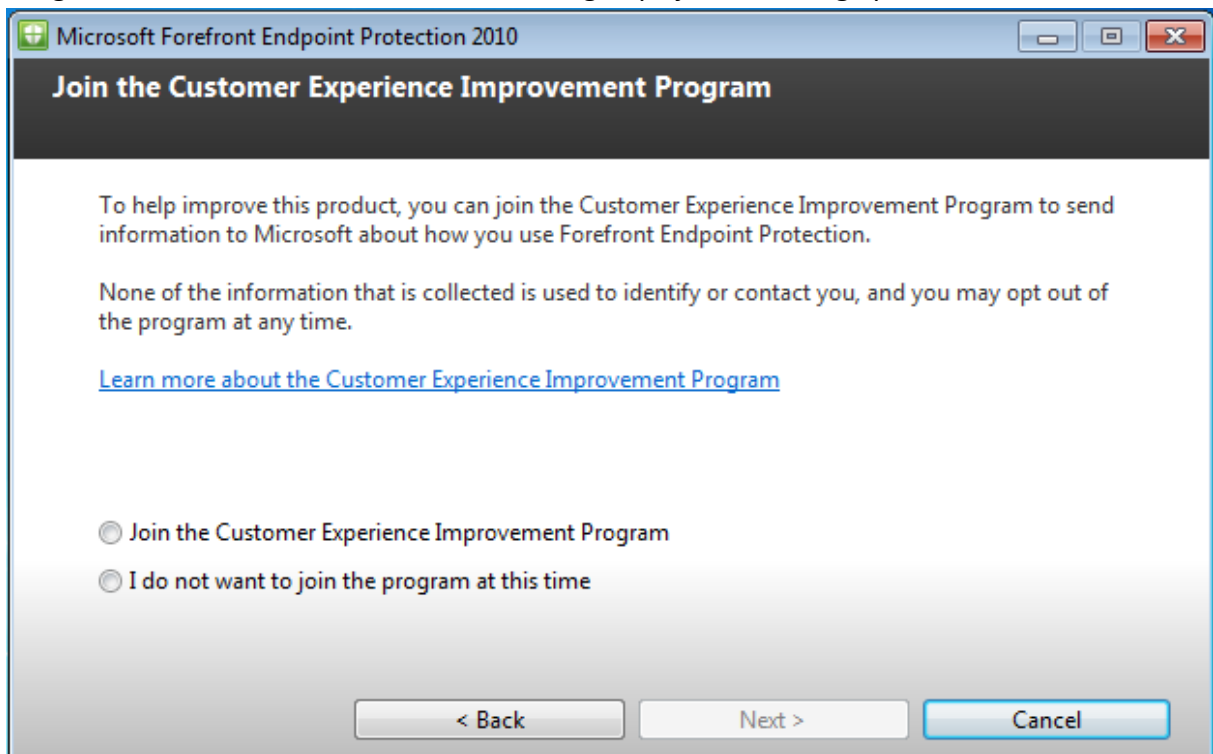 Microsoft Forefront Endpoint Protection 2010
Join the Customer Experience Improvement Program
To help improve this product, you can join the Customer Experience Improvement Program to send
information to Microsoft about how you use Forefront Endpoint Protection.
None of the information that is collected is used to identify or contact you, and you may opt out of
the program at any time.
Learn more about the Customer Experience Improvement Program
Join the Customer Experience Improvement Program
I do not want to join the program at this time
< Back
Next >
Cancel